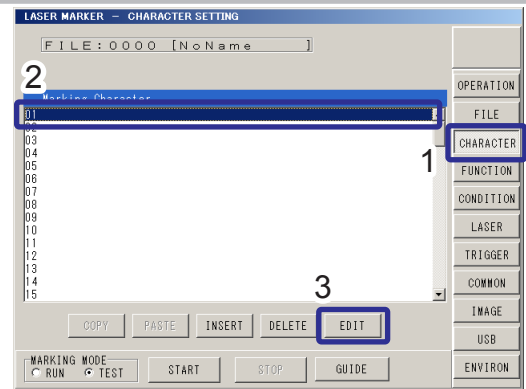 LASER MARKER － CHARACTER SETTING
FILE:0000 [NoName ]
2
Marking Character
01
02
03
04
05
06
07
08
09
10
11
12
13
14
15
1
3
COPY PASTE INSERT DELETE EDIT
MARKING MODE
RUN TEST START STOP GUIDE
OPERATION
FILE
CHARACTER
FUNCTION
CONDITION
LASER
TRIGGER
COMMON
IMAGE
USB
ENVIRON